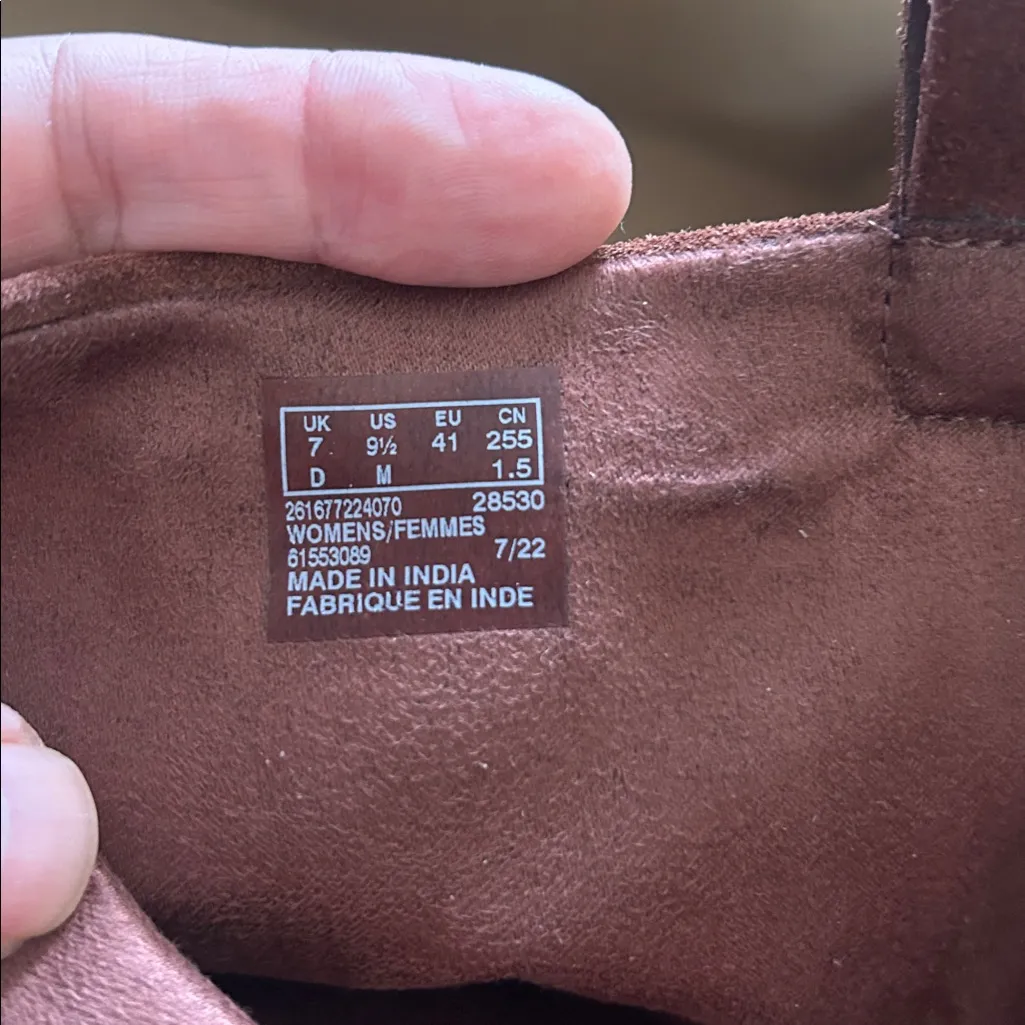 UK US EU CN
7 9½ 41 255
D M 1.5
261677224070 28530
WOMENS/FEMMES
61553089 7/22
MADE IN INDIA
FABRIQUE EN INDE